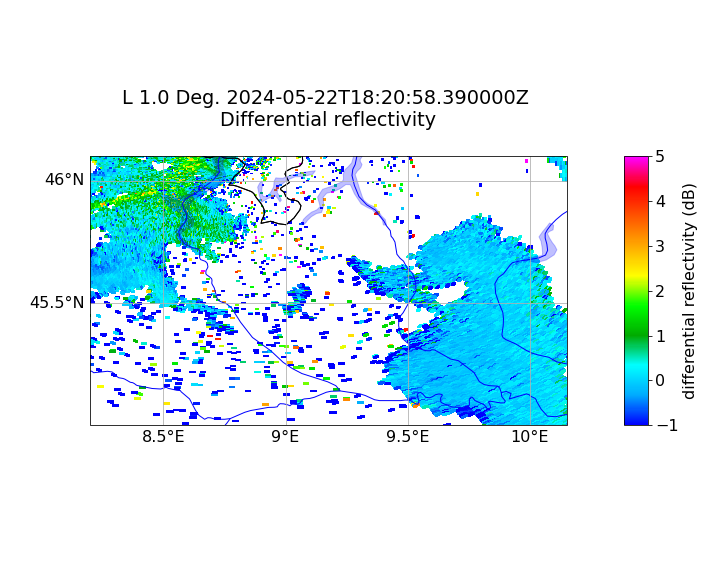 L 1.0 Deg. 2024-05-22T18:20:58.390000Z
Differential reflectivity
46°N
45.5°N
8.5°E
9°E
9.5°E
10°E
5
4
3
2
1
0
−1
differential reflectivity (dB)